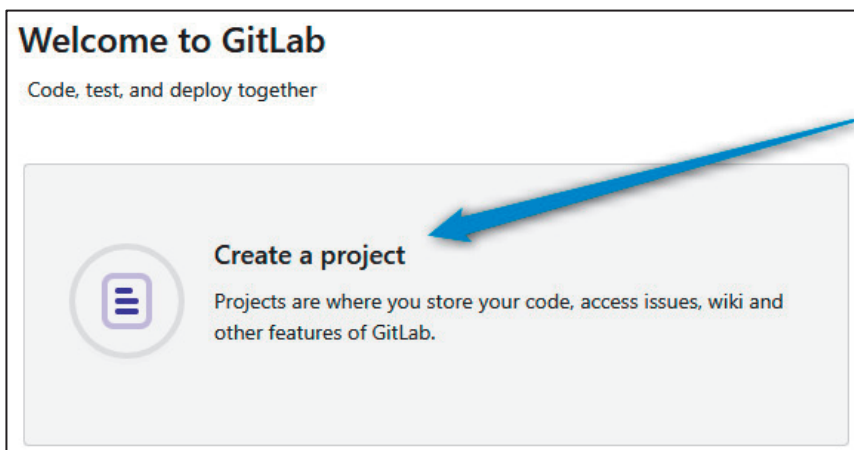 Welcome to GitLab
Code, test, and deploy together
Create a project
Projects are where you store your code, access issues, wiki and
other features of GitLab.